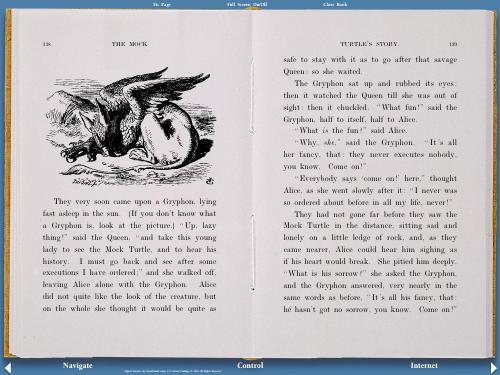 Fit Page
Full Screen On/Off
Close Book
138
THE MOCK
They very soon came upon a Gryphon, lying
fast asleep in the sun. (If you don't know what
a Gryphon is, look at the picture.) "Up, lazy
thing!" said the Queen, "and take this young
lady to see the Mock Turtle, and to hear his
history. I must go back and see after some
executions I have ordered;" and she walked off,
leaving Alice alone with the Gryphon. Alice
did not quite like the look of the creature, but
on the whole she thought it would be quite as
TURTLE'S STORY.
139
safe to stay with it as to go after that savage
Queen: so she waited.
The Gryphon sat up and rubbed its eyes:
then it watched the Queen till she was out of
sight: then it chuckled. "What fun!" said the
Gryphon, half to itself, half to Alice.
"What is the fun?" said Alice.
"Why, she," said the Gryphon. "It's all
her fancy, that: they never executes nobody,
you know. Come on!"
"Everybody says 'come on!' here," thought
Alice, as she went slowly after it: "I never was
so ordered about before in all my life, never!"
They had not gone far before they saw the
Mock Turtle in the distance, sitting sad and
lonely on a little ledge of rock, and, as they
came nearer, Alice could hear him sighing as
if his heart would break. She pitied him deeply.
"What is his sorrow?" she asked the Gryphon,
and the Gryphon answered, very nearly in the
same words as before, "It's all his fancy, that:
he hasn't got no sorrow, you know. Come on!"
Navigate
Control
Internet